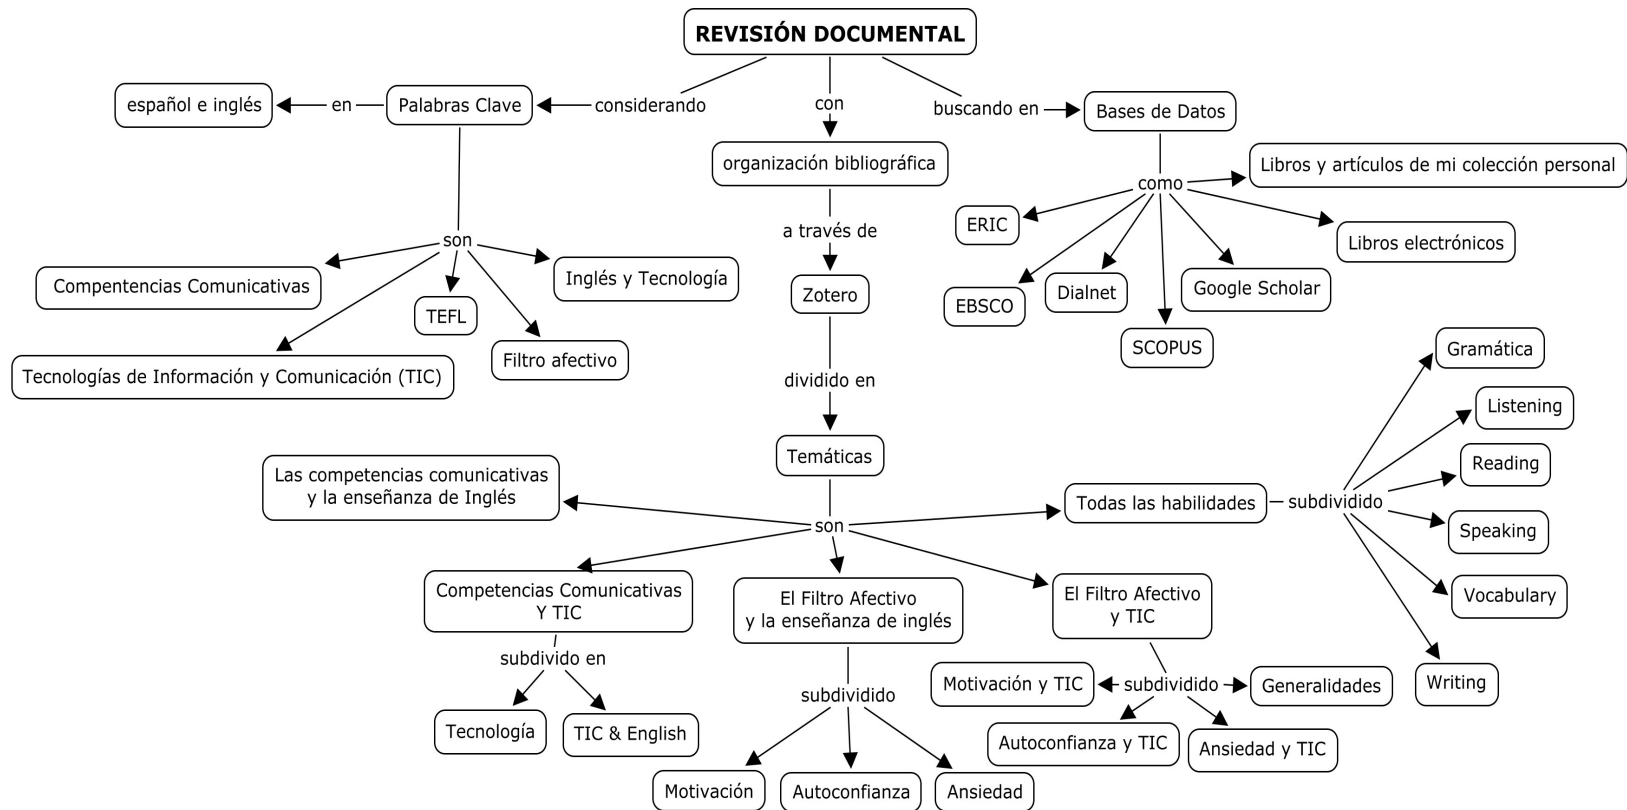 REVISIÓN DOCUMENTAL
español e inglés
en
Palabras Clave
considerando
con
buscando en
Bases de Datos
organización bibliográfica
Libros y artículos de mi colección personal
como
ERIC
Libros electrónicos
a través de
son
Compentencias Comunicativas
Inglés y Tecnología
TEFL
Zotero
EBSCO
Dialnet
Google Scholar
SCOPUS
Filtro afectivo
Tecnologías de Información y Comunicación (TIC)
dividido en
Gramática
Listening
Temáticas
Reading
Las competencias comunicativas
y la enseñanza de Inglés
son
Todas las habilidades
subdividido
Speaking
Competencias Comunicativas
Y TIC
El Filtro Afectivo
y la enseñanza de inglés
El Filtro Afectivo
y TIC
Vocabulary
subdivido en
subdividido
Motivación y TIC
subdividido
Generalidades
Writing
Tecnología
TIC & English
Autoconfianza y TIC
Ansiedad y TIC
Motivación
Autoconfianza
Ansiedad